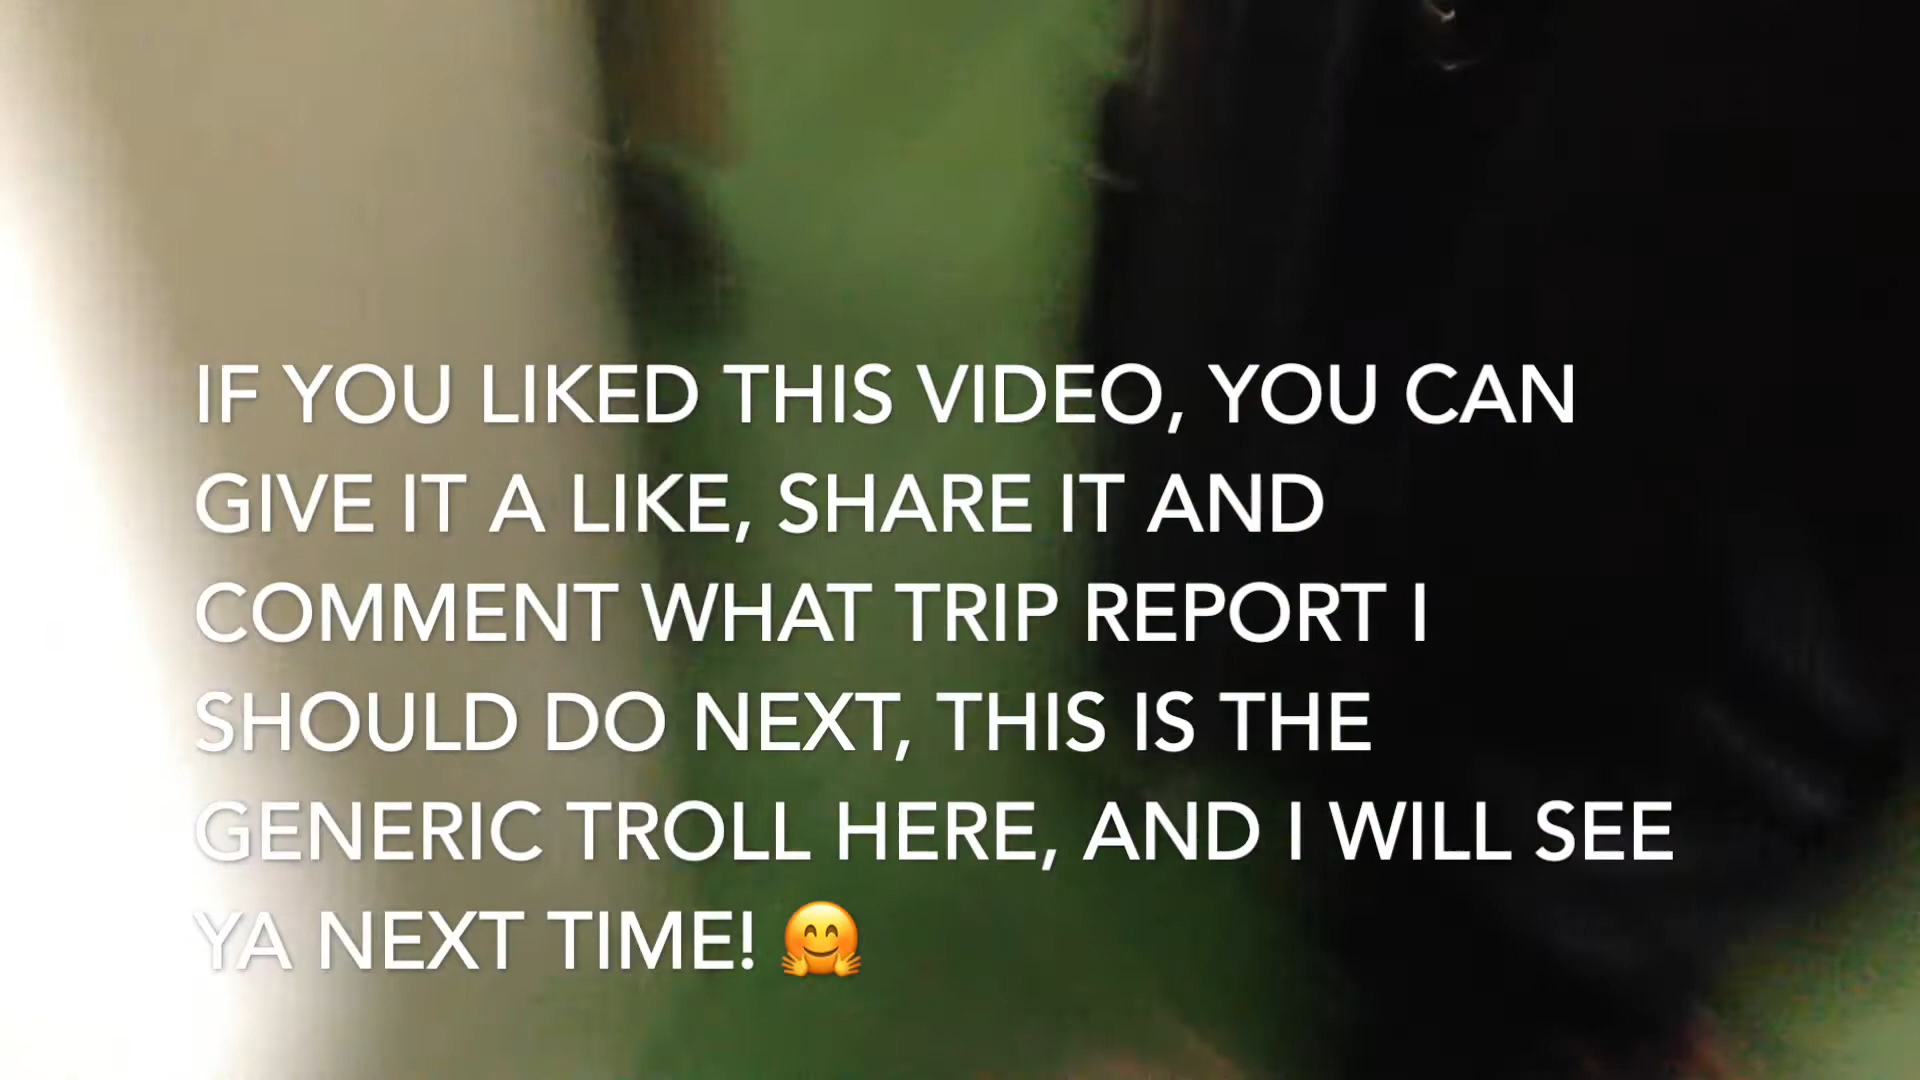 IF YOU LIKED THIS VIDEO, YOU CAN
GIVE IT A LIKE, SHARE IT AND
COMMENT WHAT TRIP REPORT I
SHOULD DO NEXT, THIS IS THE
GENERIC TROLL HERE, AND I WILL SEE
YA NEXT TIME! 🤗